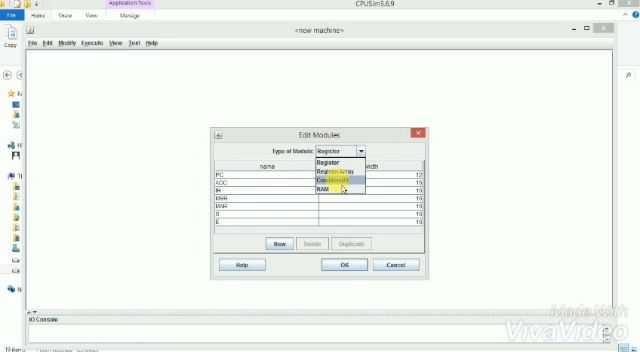 Application Tools
CPUSim3.6.9
File Home Share View Manage
Copy
<new machine>
File Edit Modify Execute View Text Help
Edit Modules
Type of Module: Register
Register
RegisterArray
ConditionBit
RAM
name width
PC 12
ACC 16
IR 16
MBR 16
MAR 16
S 16
E 16
New Delete Duplicate
Help OK Cancel
IO Console
Made With
VivaVideo